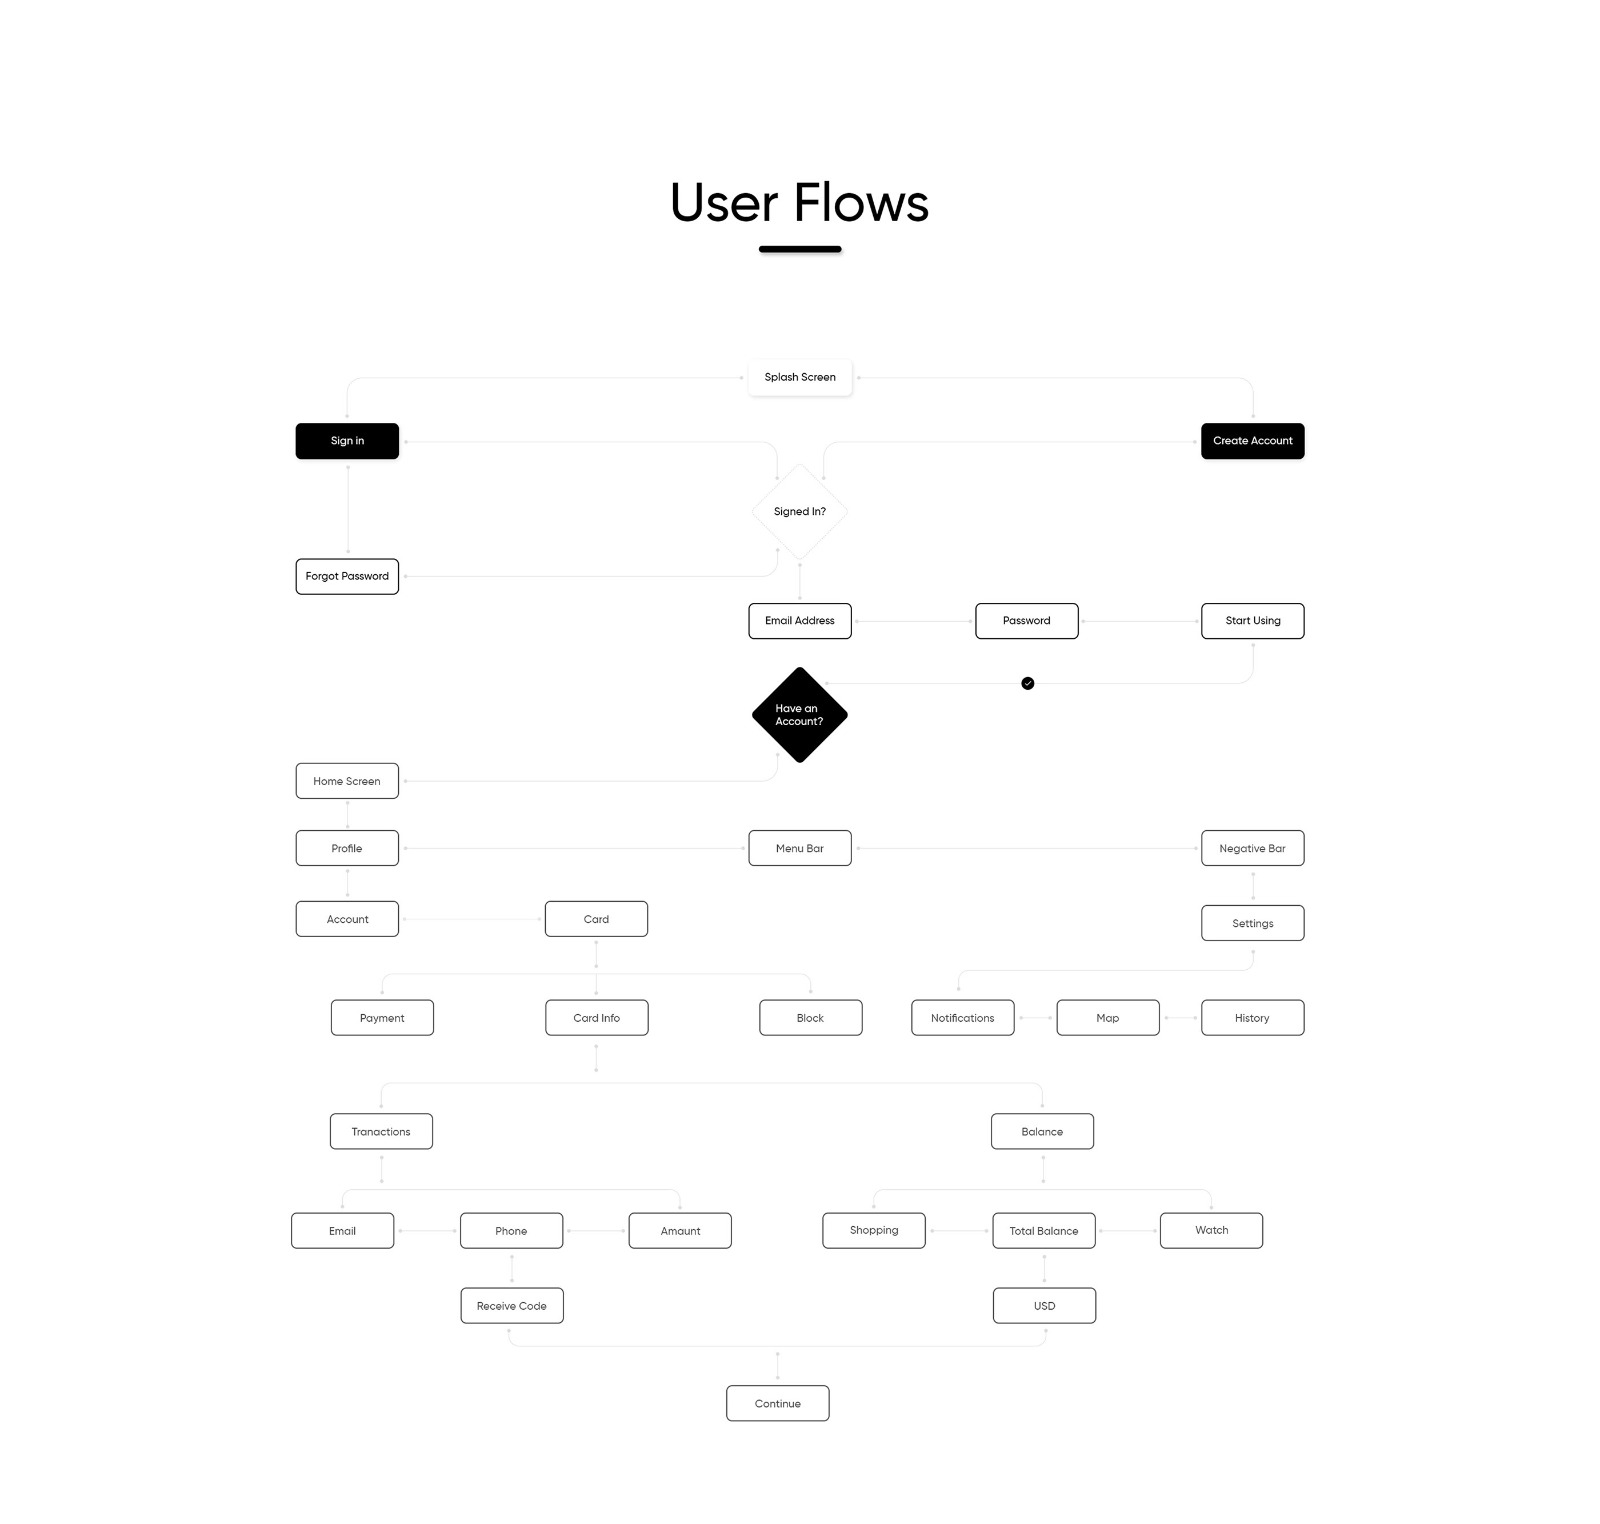 User Flows
Splash Screen
Sign in
Create Account
Signed In?
Forgot Password
Email Address
Password
Start Using
Have an
Account?
Home Screen
Profile
Menu Bar
Negative Bar
Account
Card
Settings
Payment
Card Info
Block
Notifications
Map
History
Tranactions
Balance
Email
Phone
Amaunt
Shopping
Total Balance
Watch
Receive Code
USD
Continue